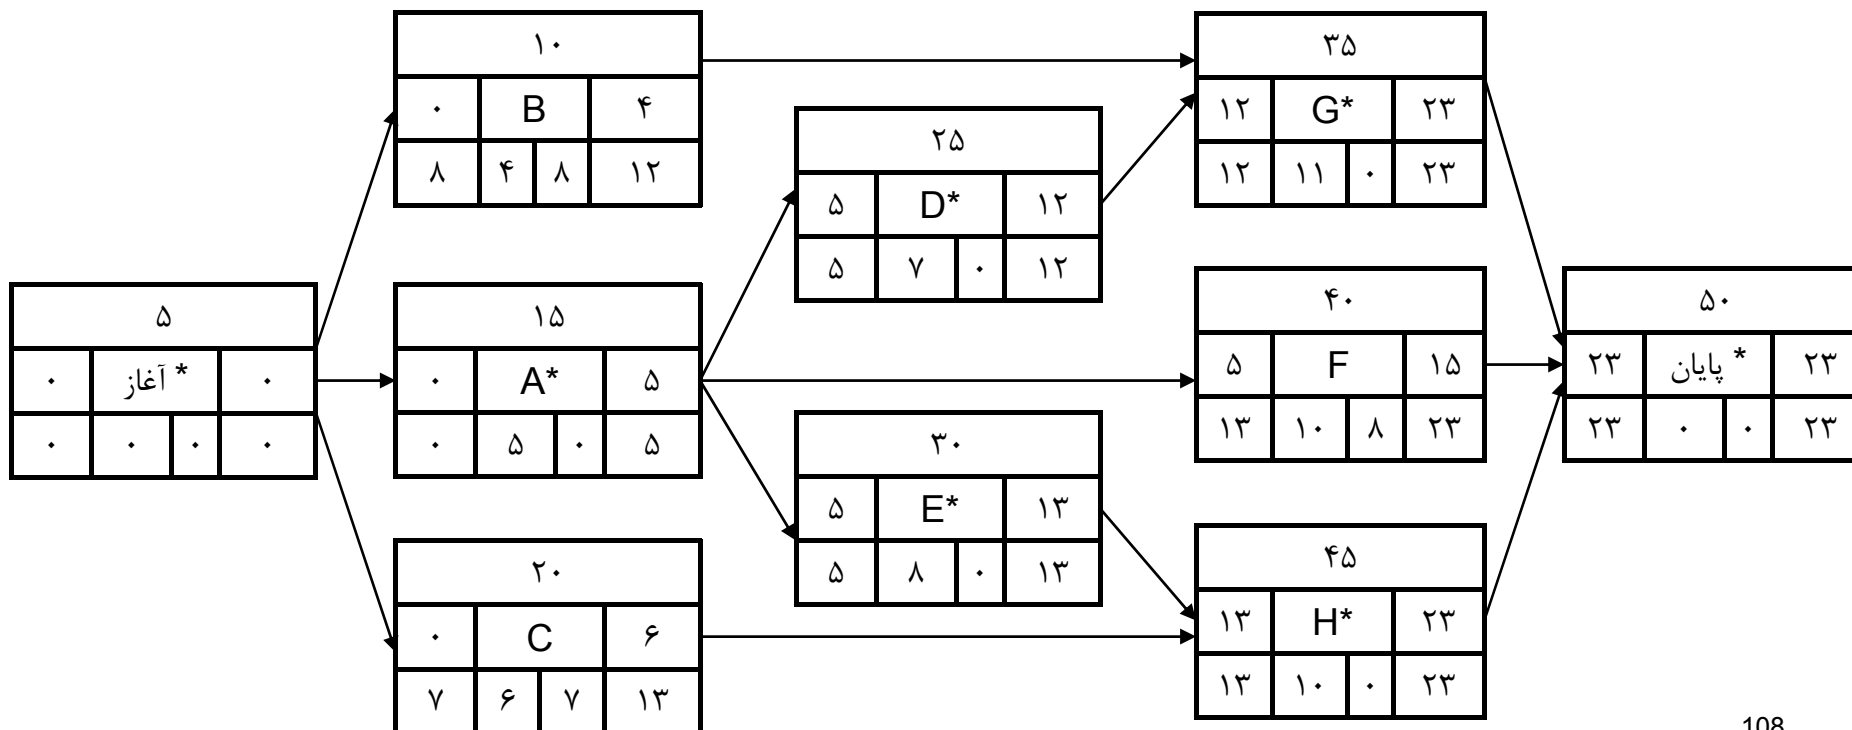 ۵
۰ * آغاز ۰
۰ ۰ ۰ ۰
۱۰
۰ B ۴
۸ ۴ ۸ ۱۲
۱۵
۰ A* ۵
۰ ۵ ۰ ۵
۲۰
۰ C ۶
۷ ۶ ۷ ۱۳
۲۵
۵ D* ۱۲
۵ ۷ ۰ ۱۲
۳۰
۵ E* ۱۳
۵ ۸ ۰ ۱۳
۳۵
۱۲ G* ۲۳
۱۲ ۱۱ ۰ ۲۳
۴۰
۵ F ۱۵
۱۳ ۱۰ ۸ ۲۳
۴۵
۱۳ H* ۲۳
۱۳ ۱۰ ۰ ۲۳
۵۰
۲۳ * پایان ۲۳
۲۳ ۰ ۰ ۲۳
108